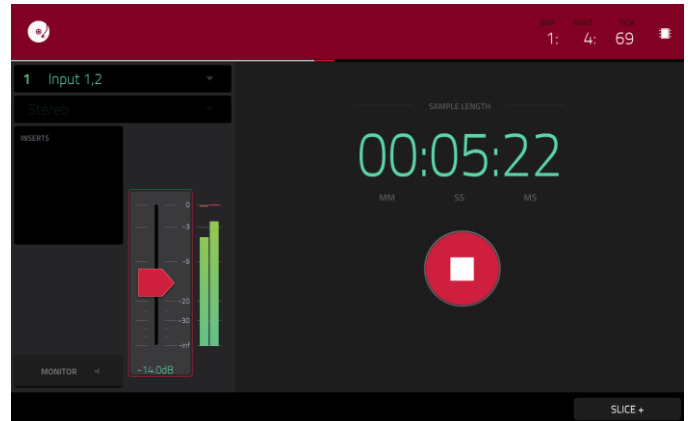 BAR BEAT TICK
1: 4: 69
1 Input 1,2
Stereo
SAMPLE LENGTH
INSERTS
00:05:22
MM SS MS
0
-3
-9
-20
-30
-inf
MONITOR
-14.0dB
SLICE +